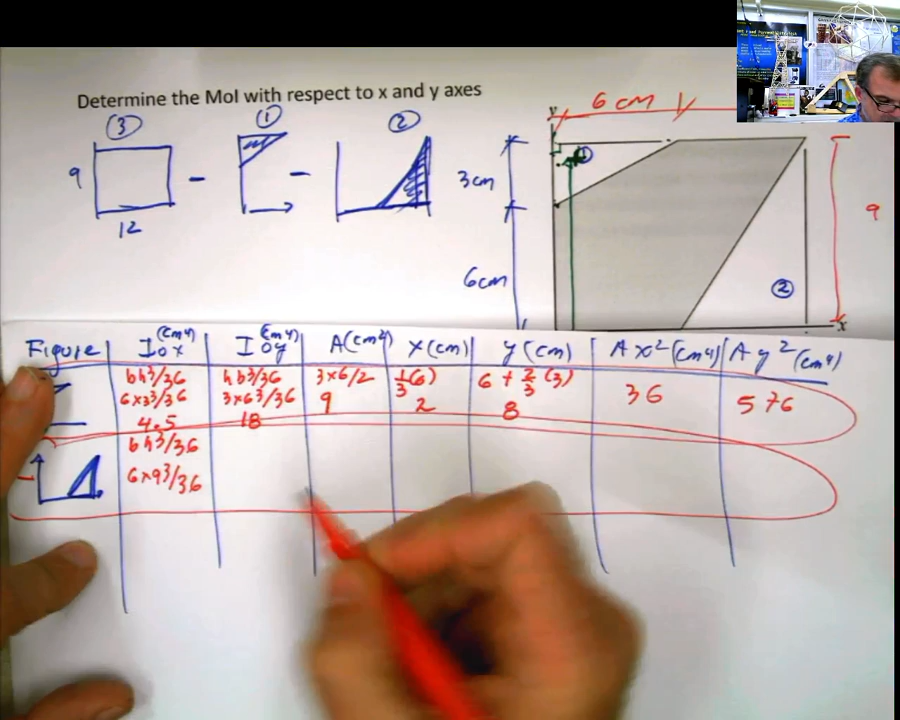 Determine the MoI with respect to x and y axes
③ ① ②
9 - -
12
y
6 cm
①
3cm
9
6cm
②
x
Figure Iox (cm4) Ioy (cm4) A(cm²) x(cm) y(cm) Ax²(cm4) Ay²(cm4)
bh³/36 hb³/36 3x6/2 1/3(6) 6 + 2/3(3)
6x3³/36 3x6³/36 9 2 8 36 576
4.5 18
bh³/36
6x9³/36